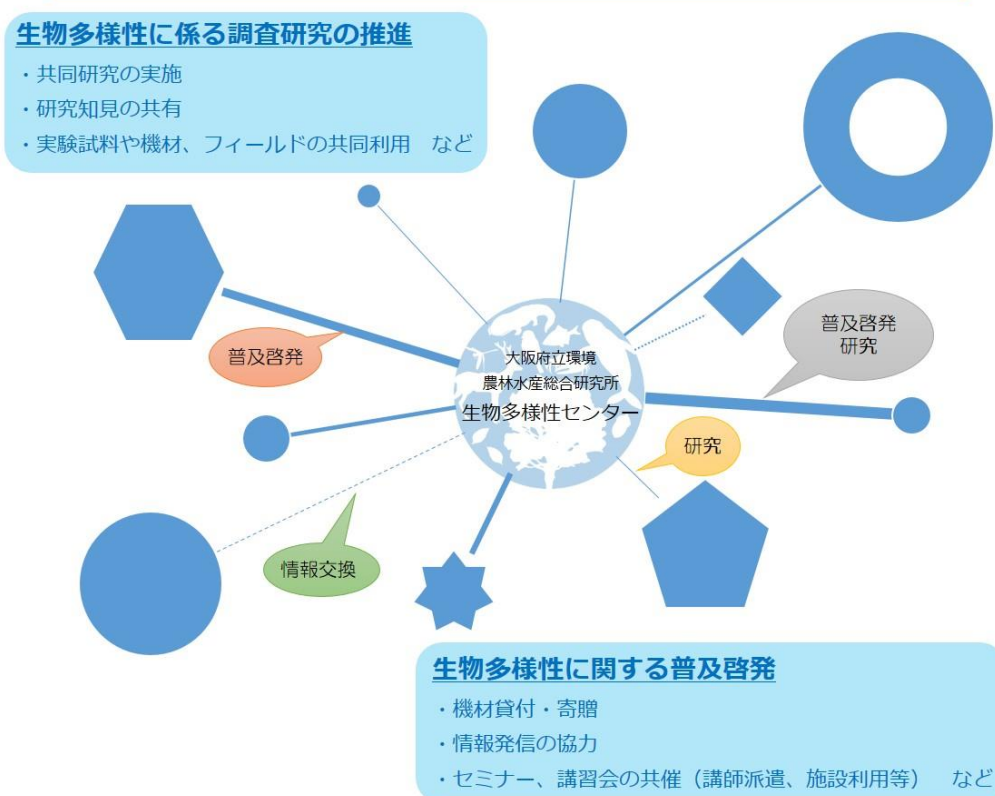 生物多様性に係る調査研究の推進
・共同研究の実施
・研究知見の共有
・実験試料や機材、フィールドの共同利用　など
普及啓発
大阪府立環境
農林水産総合研究所
生物多様性センター
普及啓発
研究
研究
情報交換
生物多様性に関する普及啓発
・機材貸付・寄贈
・情報発信の協力
・セミナー、講習会の共催（講師派遣、施設利用等）　など